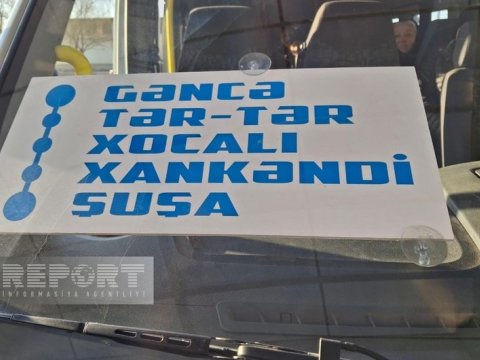 GƏNCƏ
TƏR-TƏR
XOCALI
XANKƏNDİ
ŞUŞA
REPORT
İNFORMASİYA AGENTLİYİ